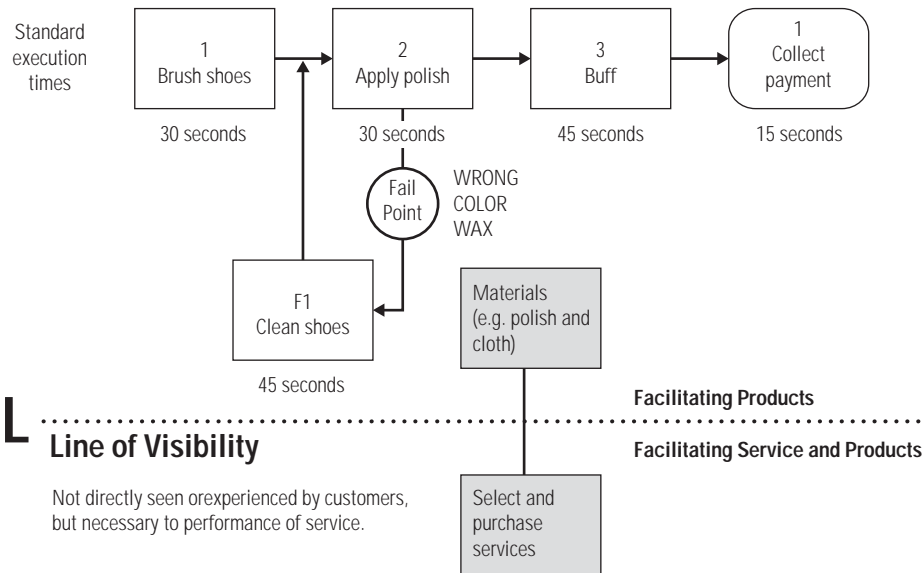 Standard
execution
times
1
Brush shoes
30 seconds
2
Apply polish
30 seconds
3
Buff
45 seconds
1
Collect
payment
15 seconds
Fail
Point
WRONG
COLOR
WAX
F1
Clean shoes
45 seconds
Materials
(e.g. polish and
cloth)
Facilitating Products
L
Line of Visibility
Facilitating Service and Products
Not directly seen orexperienced by customers,
but necessary to performance of service.
Select and
purchase
services